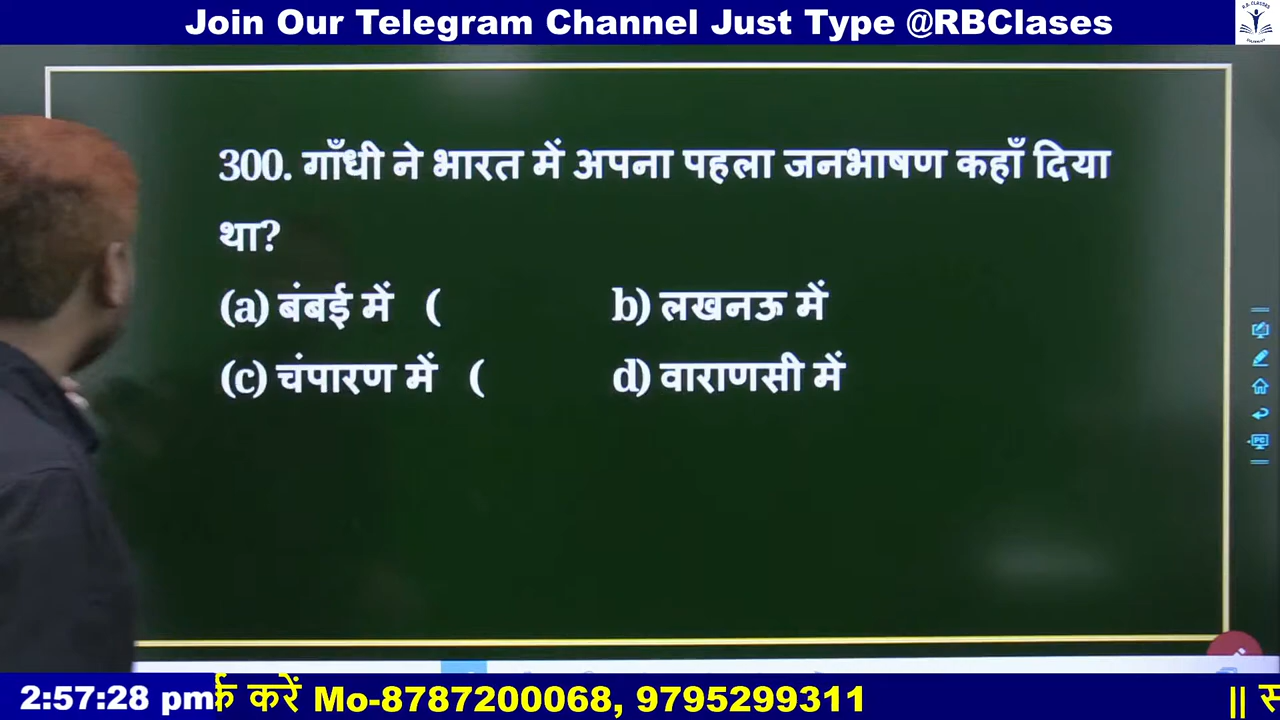 Join Our Telegram Channel Just Type @RBClases
300. गाँधी ने भारत में अपना पहला जनभाषण कहाँ दिया
था?
(a) बंबई में ( b) लखनऊ में
(c) चंपारण में ( d) वाराणसी में
PC
2:57:28 pm करें Mo-8787200068, 9795299311 ||